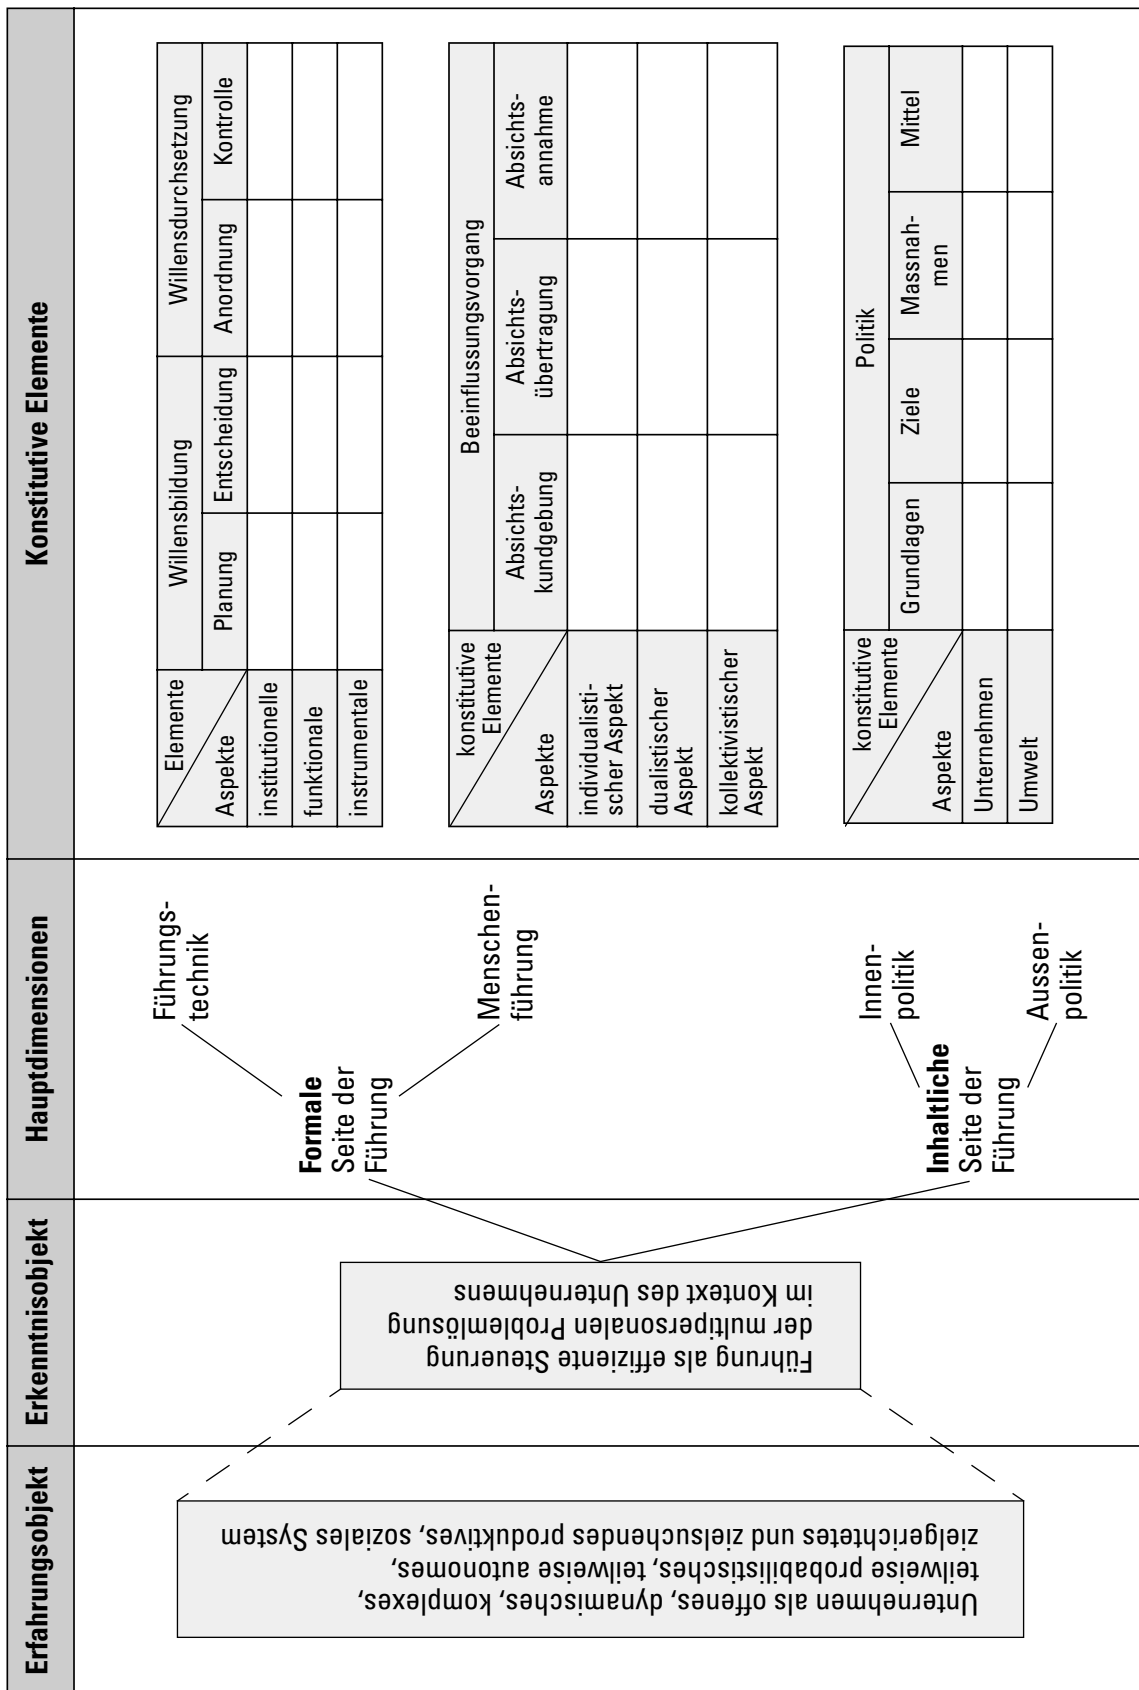 Erfahrungsobjekt
Erkenntnisobjekt
Hauptdimensionen
Konstitutive Elemente
Unternehmen als offenes, dynamisches, komplexes,
teilweise probabilistisches, teilweise autonomes,
zielgerichtetes und zielsuchendes produktives, soziales System
Führung als effiziente Steuerung
der multipersonalen Problemlösung
im Kontext des Unternehmens
Formale
Seite der
Führung
Führungs-
technik
Menschen-
führung
Inhaltliche
Seite der
Führung
Innen-
politik
Aussen-
politik
Elemente
Aspekte
Willensbildung
Willensdurchsetzung
Planung
Entscheidung
Anordnung
Kontrolle
institutionelle
funktionale
instrumentale
konstitutive
Elemente
Aspekte
Beeinflussungsvorgang
Absichts-
kundgebung
Absichts-
übertragung
Absichts-
annahme
individualisti-
scher Aspekt
dualistischer
Aspekt
kollektivistischer
Aspekt
konstitutive
Elemente
Aspekte
Politik
Grundlagen
Ziele
Massnah-
men
Mittel
Unternehmen
Umwelt